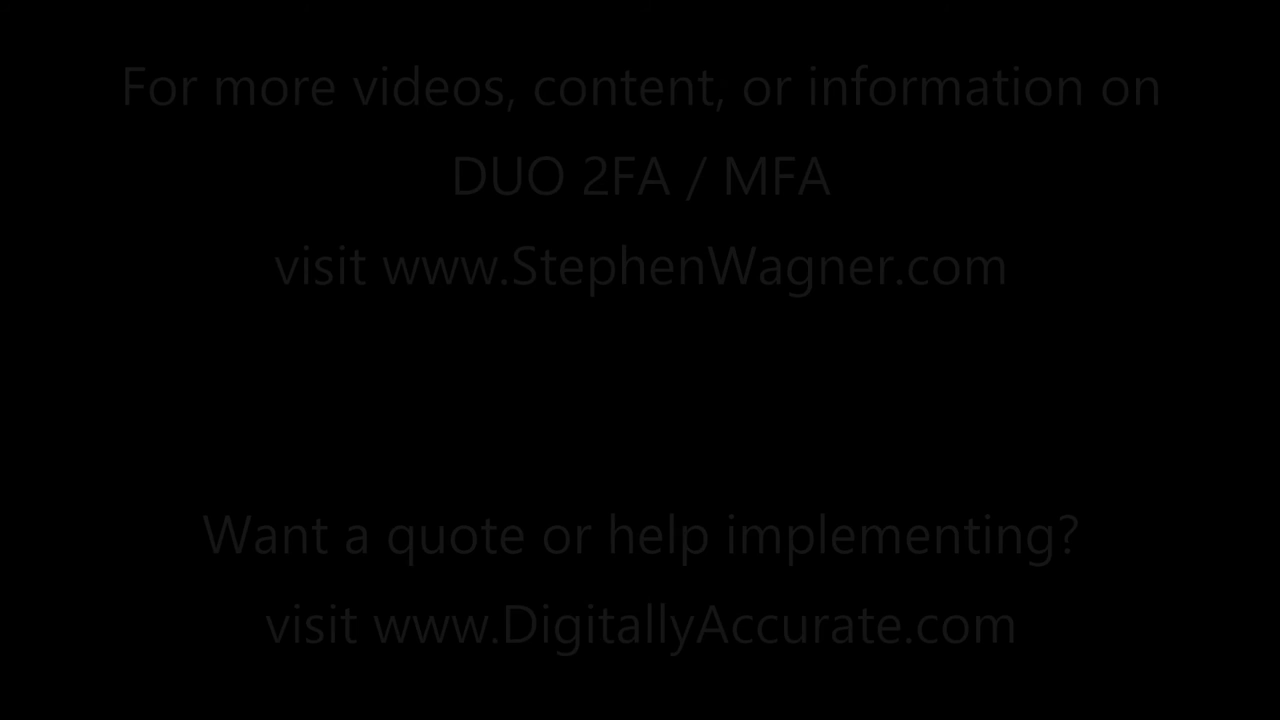 For more videos, content, or information on
DUO 2FA / MFA
visit www.StephenWagner.com
Want a quote or help implementing?
visit www.DigitallyAccurate.com